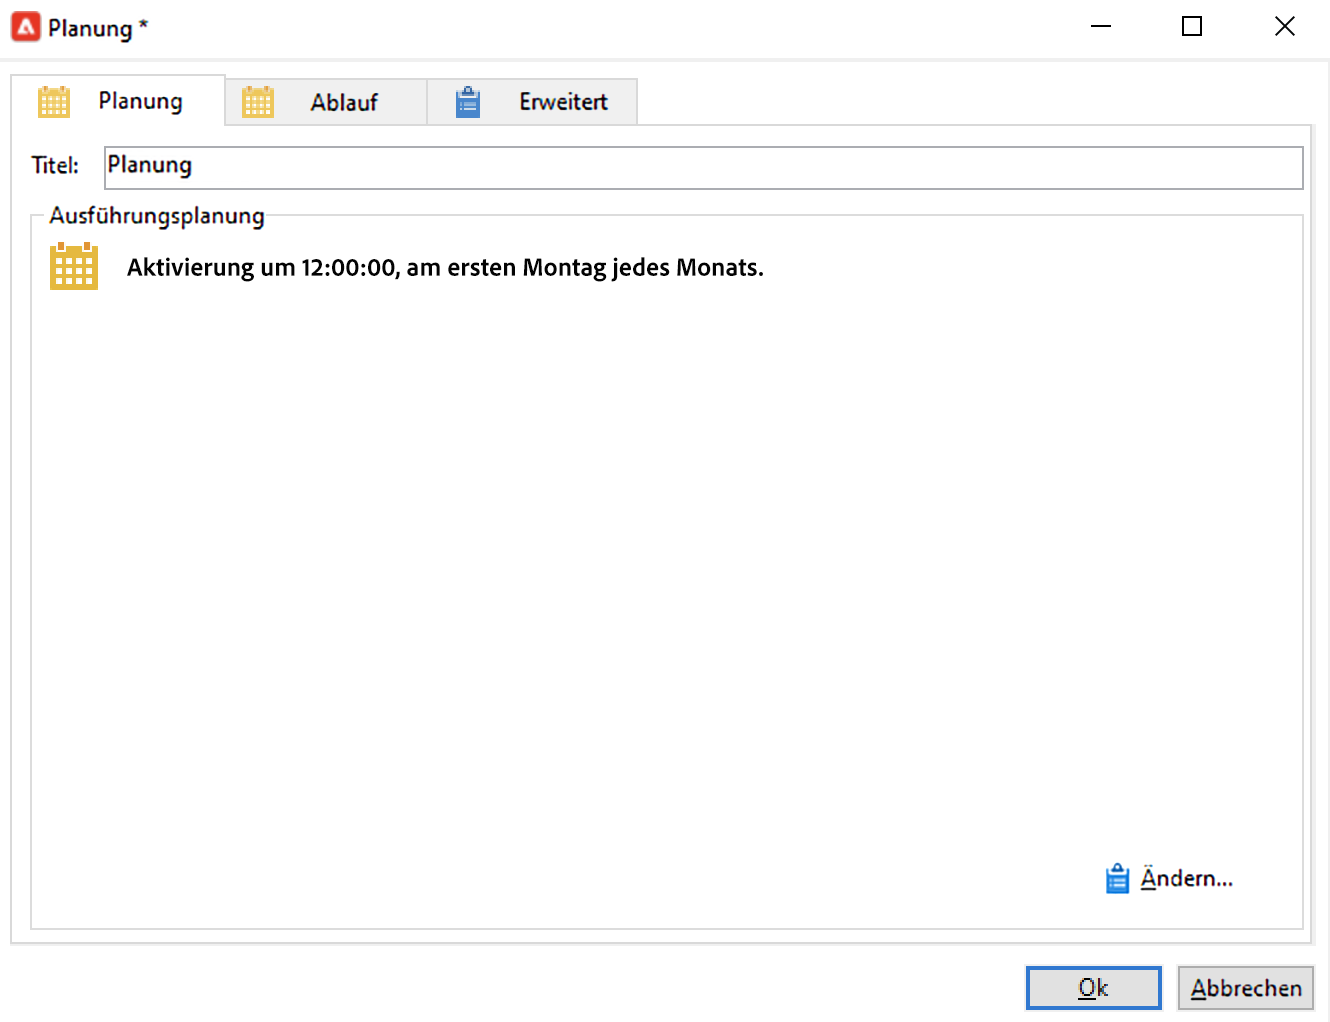 Planung *
Planung Ablauf Erweitert
Titel: Planung
Ausführungsplanung
Aktivierung um 12:00:00, am ersten Montag jedes Monats.
Ändern...
Ok Abbrechen